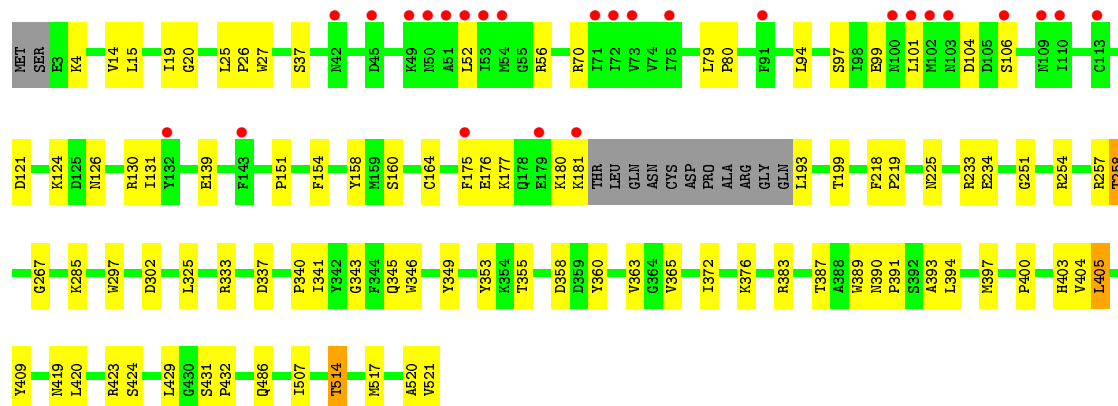 MET SER E3 K4 V14 L15 I19 G20 L25 P26 W27 S37 N42 D45 K49 N50 A51 L52 I53 M54 G55 R56 R70 I71 I72 V73 V74 I75 L79 P80 F91 L94 S97 I98 E99 N100 L101 M102 N103 D104 D105 S106 N109 I110 C113
D121 K124 D125 N126 R130 I131 Y132 E139 F143 P151 F154 Y158 M159 S160 C164 F175 E176 K177 Q178 E179 K180 K181 THR LEU GLN ASN CYS ASP PRO ALA ARG GLY GLN L193 T199 F218 P219 N225 R233 E234 G251 R254 R257 T258
G267 K285 W297 D302 L325 R333 D337 P340 I341 Y342 G343 F344 Q345 W346 Y349 Y353 K354 T355 D358 D359 Y360 V363 G364 V365 I372 K376 R383 T387 A388 W389 N390 P391 S392 A393 L394 M397 P400 H403 V404 L405
Y409 N419 L420 R423 S424 L429 G430 S431 P432 Q486 I507 T514 M517 A520 V521